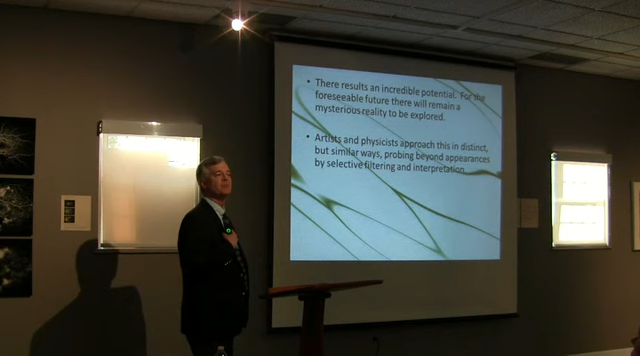 • There results an incredible potential. For the
foreseeable future there will remain a
mysterious reality to be explored.
• Artists and physicists approach this in distinct,
but similar ways, probing beyond appearances
by selective filtering and interpretation.